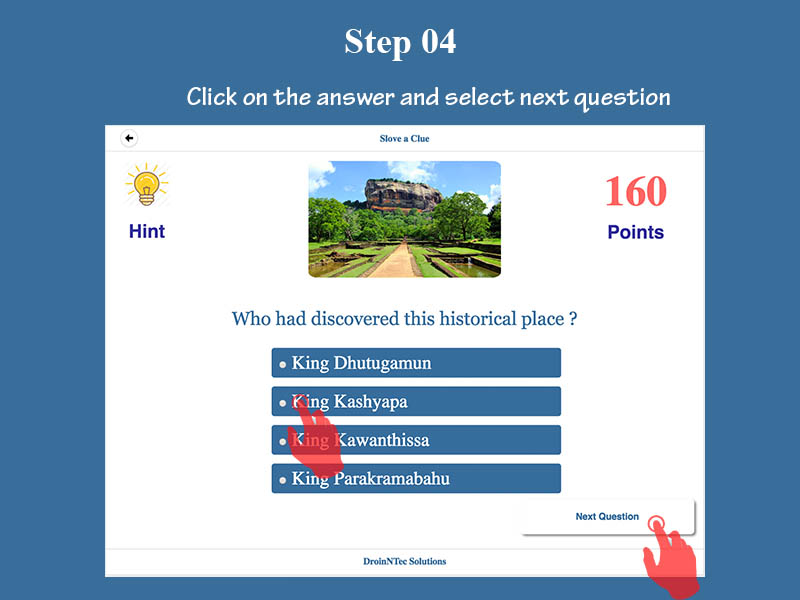 Step 04
Click on the answer and select next question
Slove a Clue
Hint
160
Points
Who had discovered this historical place ?
King Dhutugamun
King Kashyapa
King Kawanthissa
King Parakramabahu
Next Question
DroinNTec Solutions